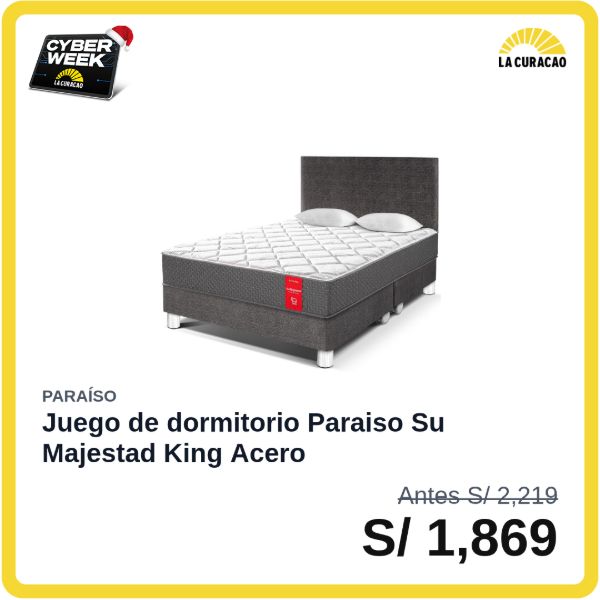 CYBER
WEEK
LA CURACAO
LA CURACAO
PARAÍSO
Juego de dormitorio Paraiso Su
Majestad King Acero
Antes S/ 2,219
S/ 1,869